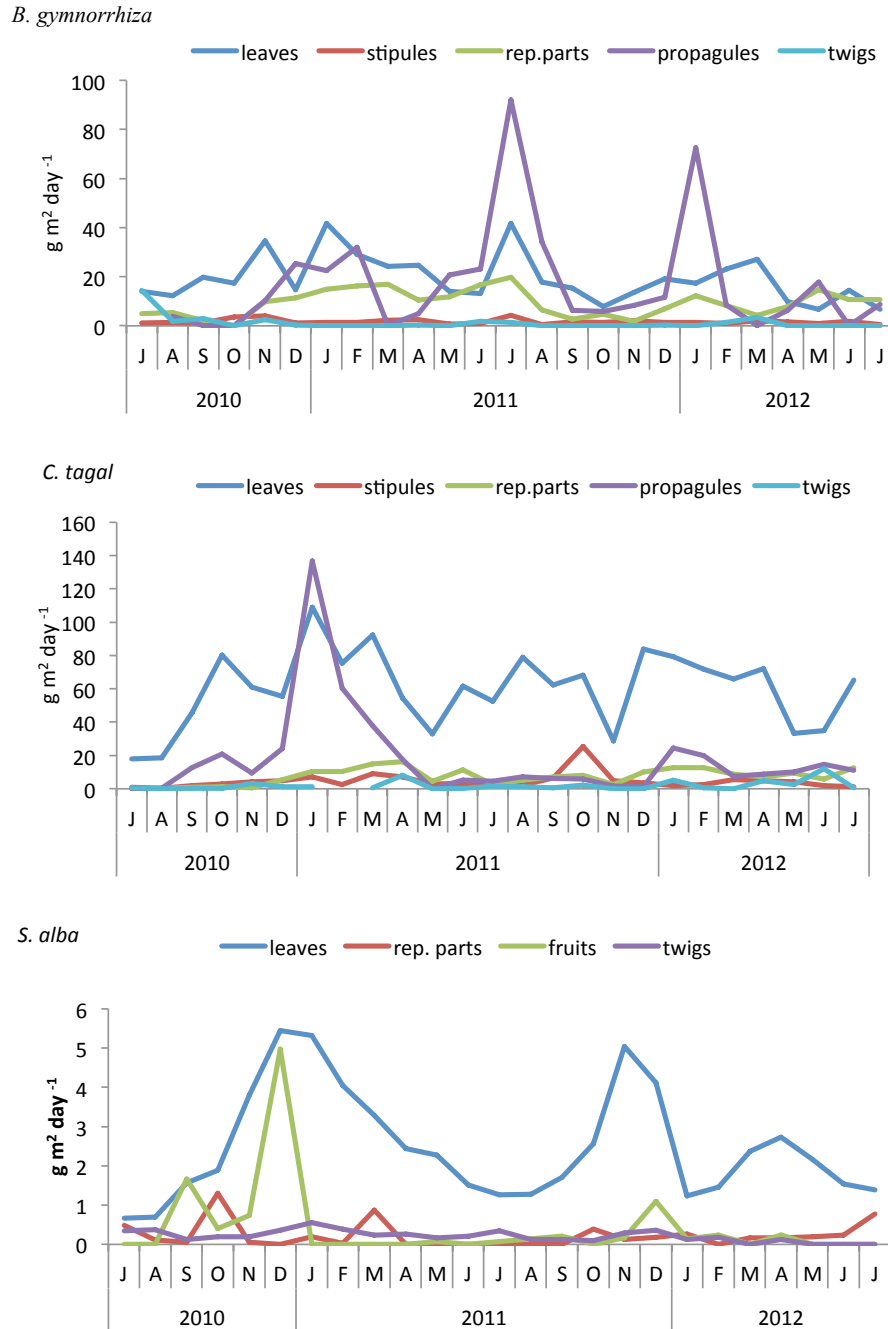 B. gymnorrhiza
leaves stipules rep.parts propagules twigs
100
80
60
40
20
0
g m² day -1
J A S O N D J F M A M J J A S O N D J F M A M J J
2010 2011 2012
C. tagal
leaves stipules rep.parts propagules twigs
160
140
120
100
80
60
40
20
0
g m² day -1
J A S O N D J F M A M J J A S O N D J F M A M J J
2010 2011 2012
S. alba
leaves rep. parts fruits twigs
6
5
4
3
2
1
0
g m² day -1
J A S O N D J F M A M J J A S O N D J F M A M J J
2010 2011 2012